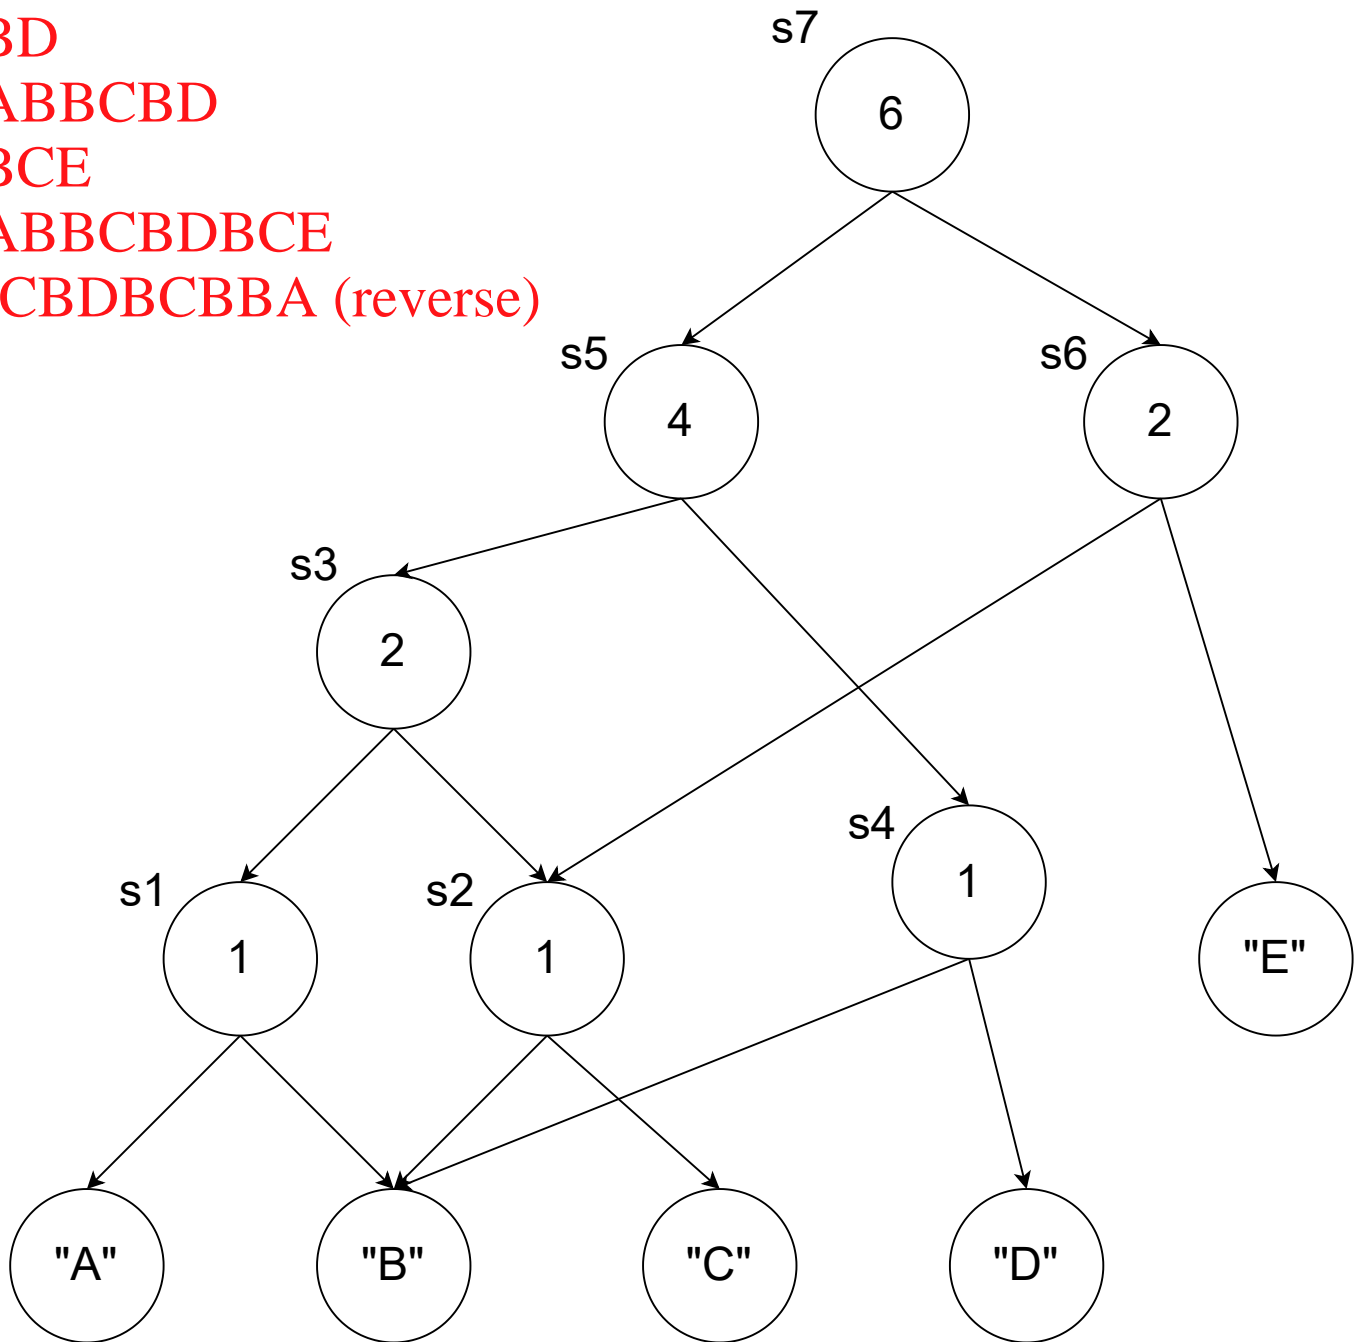 BD
ABBCBD
BCE
ABBCBDBCE
CBDBCBBA (reverse)
s7
6
s5
4
s6
2
s3
2
s4
1
s1
1
s2
1
"E"
"A"
"B"
"C"
"D"